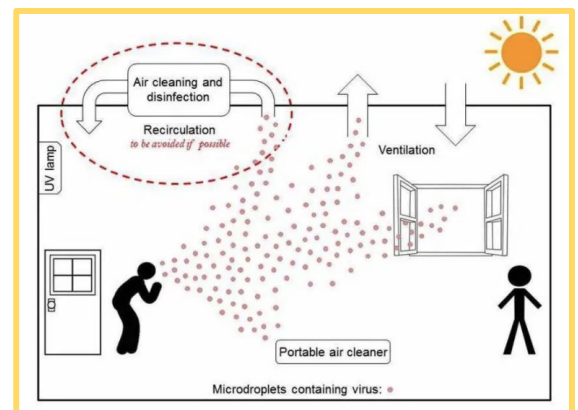 Air cleaning and
disinfection
Recirculation
to be avoided if possible
Ventilation
UV lamp
Portable air cleaner
Microdroplets containing virus: